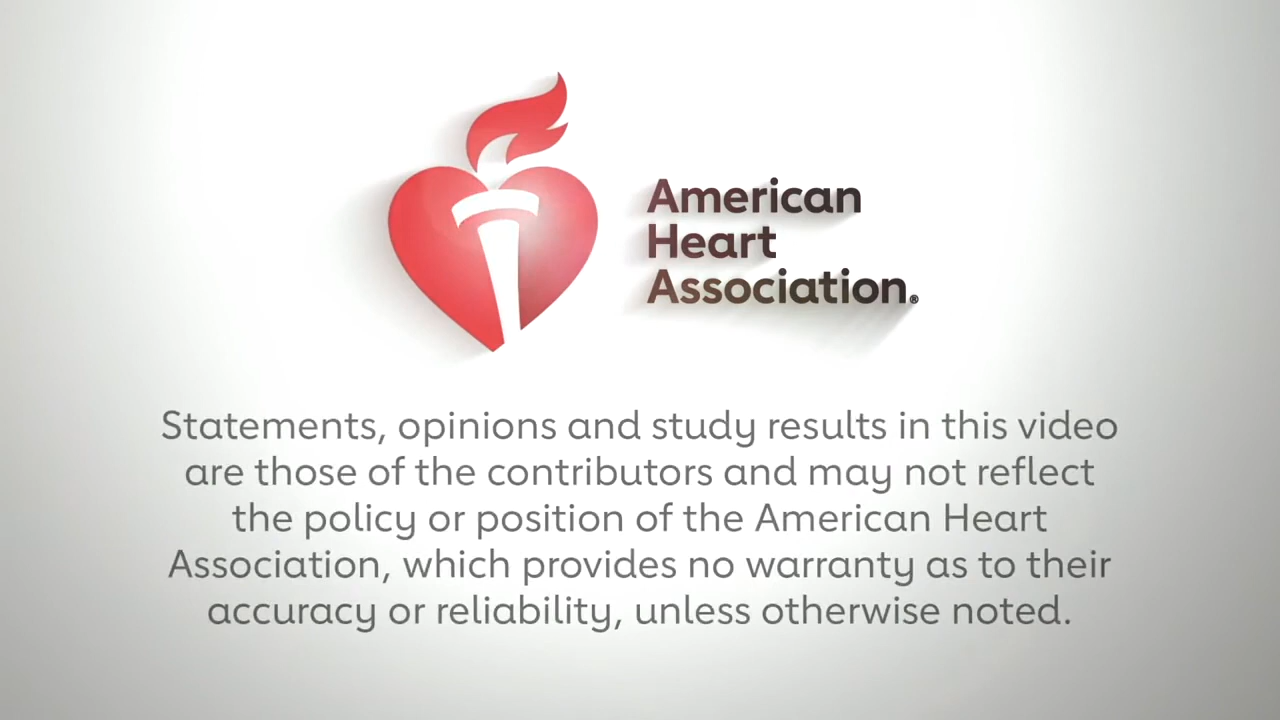 American
Heart
Association®
Statements, opinions and study results in this video
are those of the contributors and may not reflect
the policy or position of the American Heart
Association, which provides no warranty as to their
accuracy or reliability, unless otherwise noted.